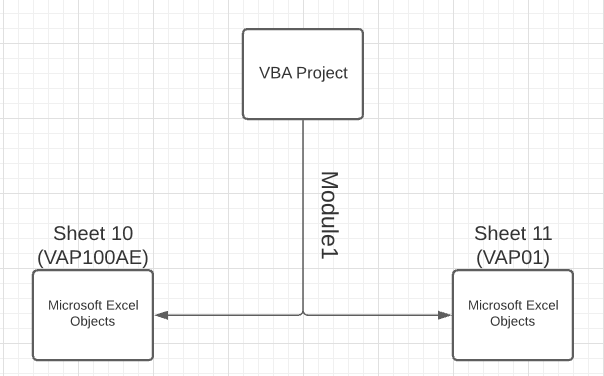 VBA Project
Module1
Sheet 10
(VAP100AE)
Microsoft Excel
Objects
Sheet 11
(VAP01)
Microsoft Excel
Objects